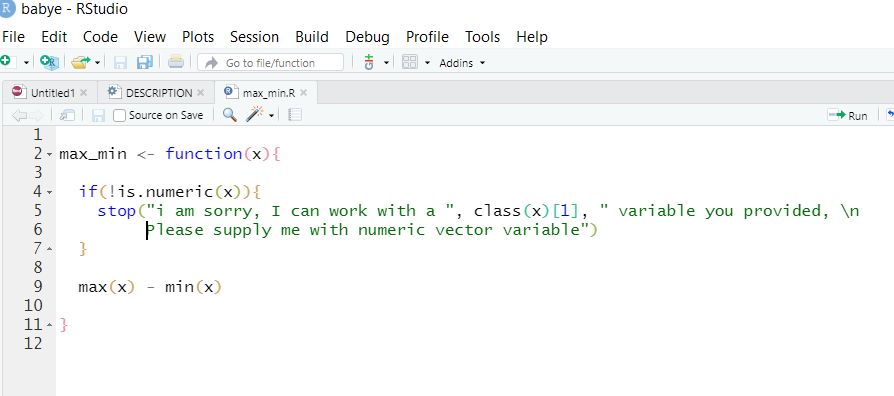 babye - RStudio
File Edit Code View Plots Session Build Debug Profile Tools Help
Go to file/function Addins
Untitled1 DESCRIPTION max_min.R
Source on Save Run
1
2 max_min <- function(x){
3
4 if(!is.numeric(x)){
5 stop("i am sorry, I can work with a ", class(x)[1], " variable you provided, \n
6 Please supply me with numeric vector variable")
7 }
8
9 max(x) - min(x)
10
11 }
12